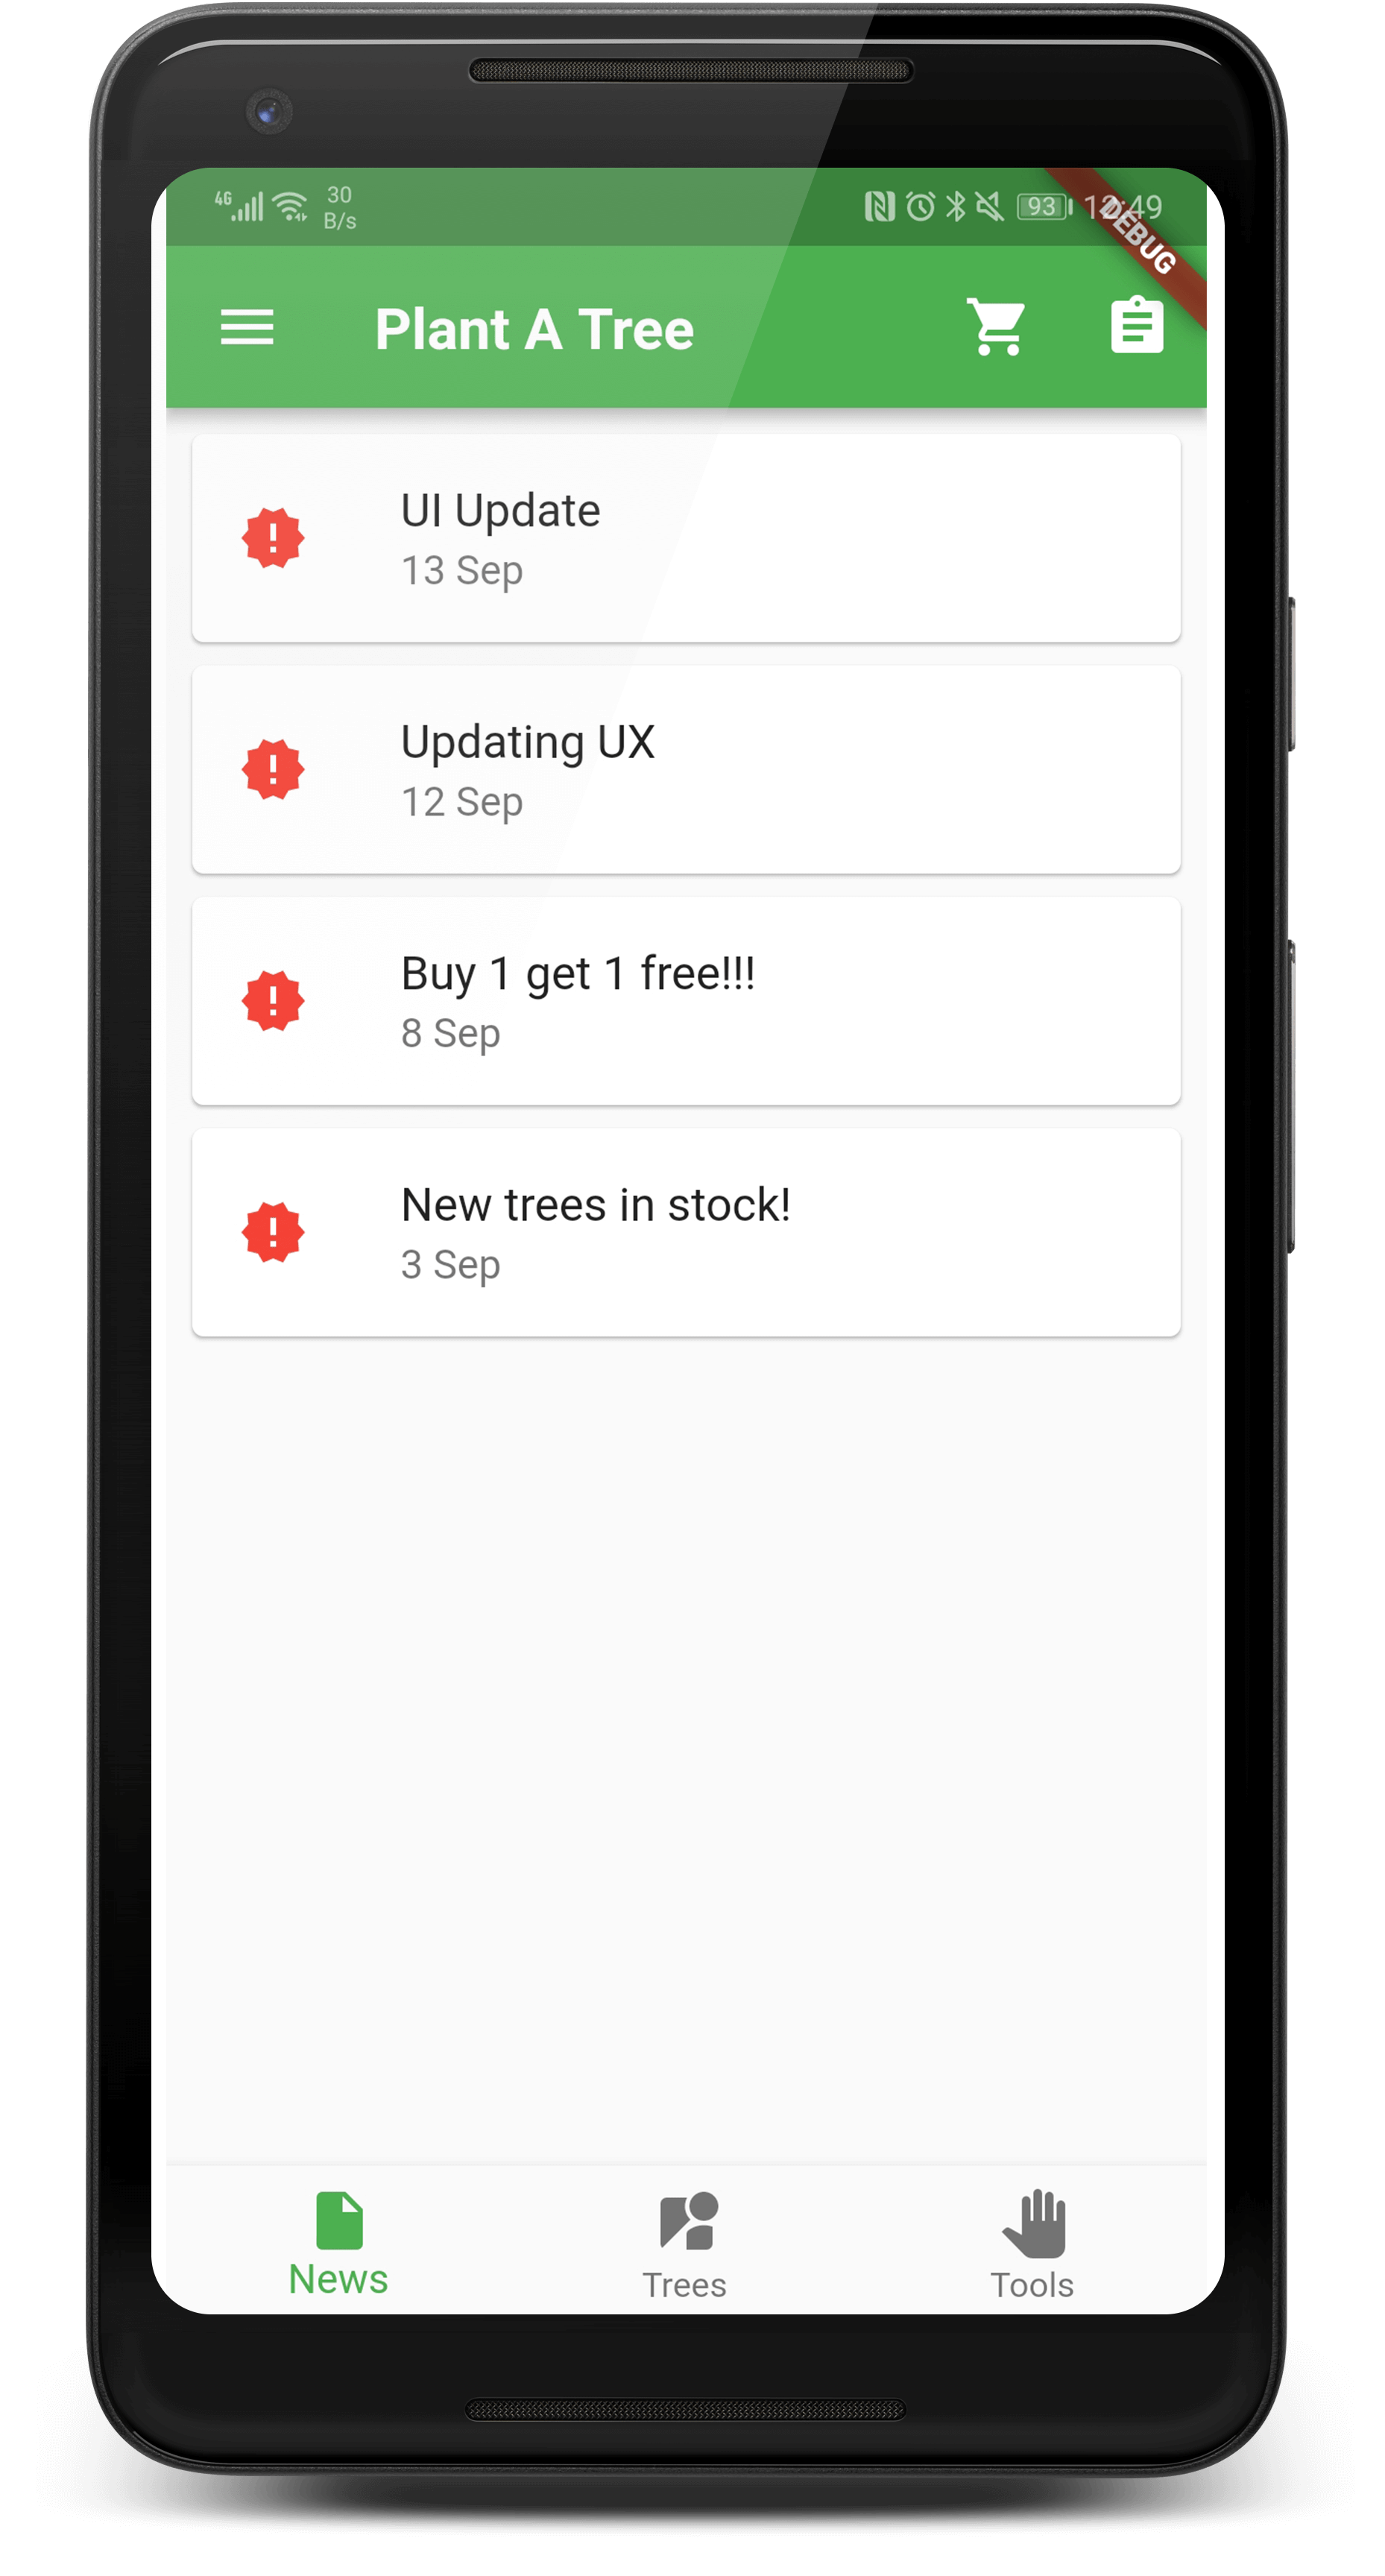 4G
30
B/s
93
12:49
DEBUG
Plant A Tree
UI Update
13 Sep
Updating UX
12 Sep
Buy 1 get 1 free!!!
8 Sep
New trees in stock!
3 Sep
News
Trees
Tools